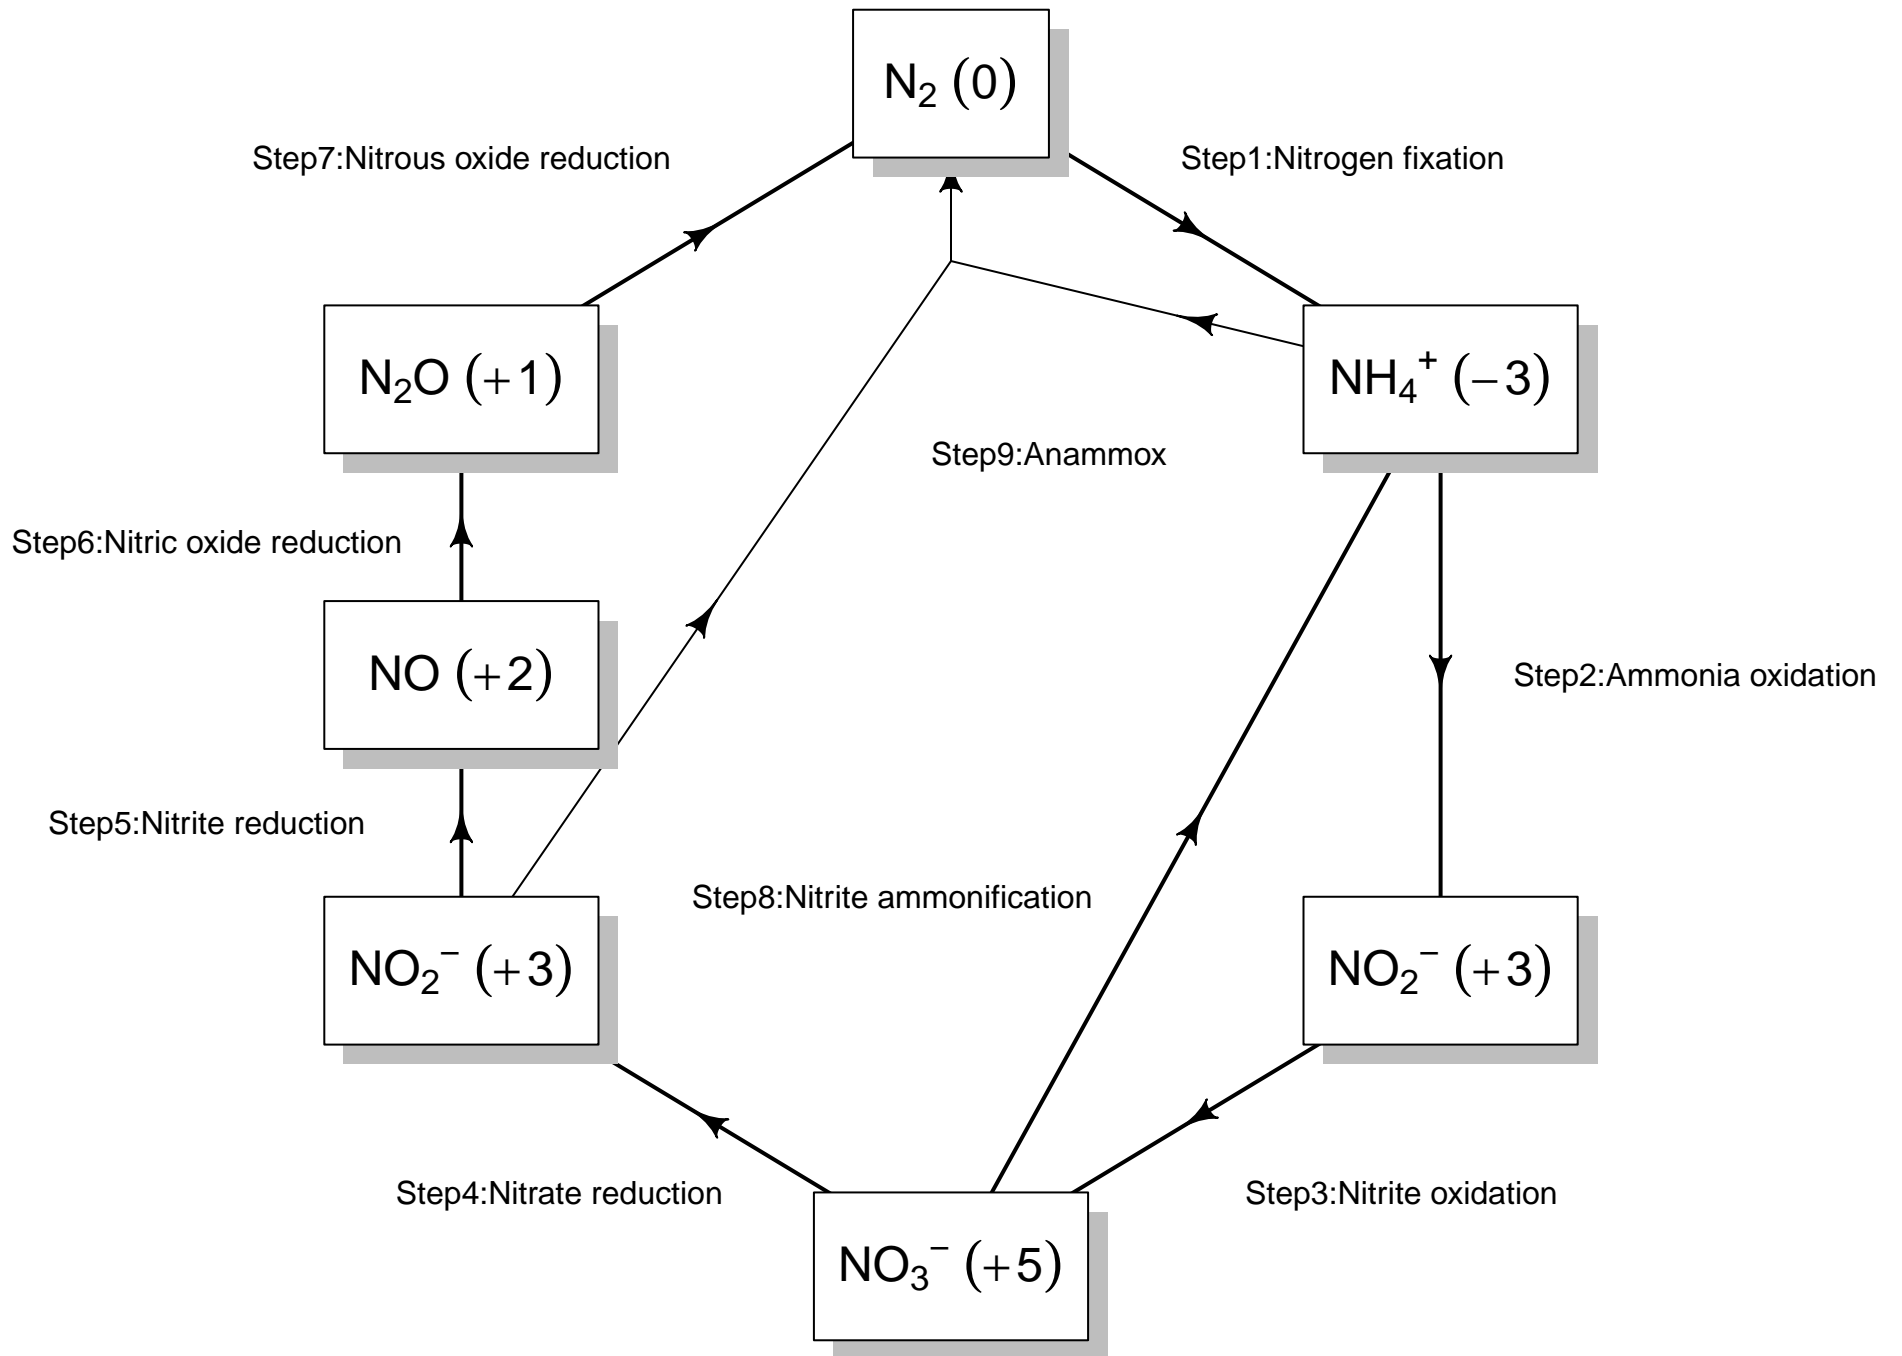 N₂ (0)
Step7:Nitrous oxide reduction
Step1:Nitrogen fixation
N₂O (+1)
NH₄⁺ (−3)
Step9:Anammox
Step6:Nitric oxide reduction
NO (+2)
Step2:Ammonia oxidation
Step5:Nitrite reduction
Step8:Nitrite ammonification
NO₂⁻ (+3)
NO₂⁻ (+3)
Step4:Nitrate reduction
Step3:Nitrite oxidation
NO₃⁻ (+5)